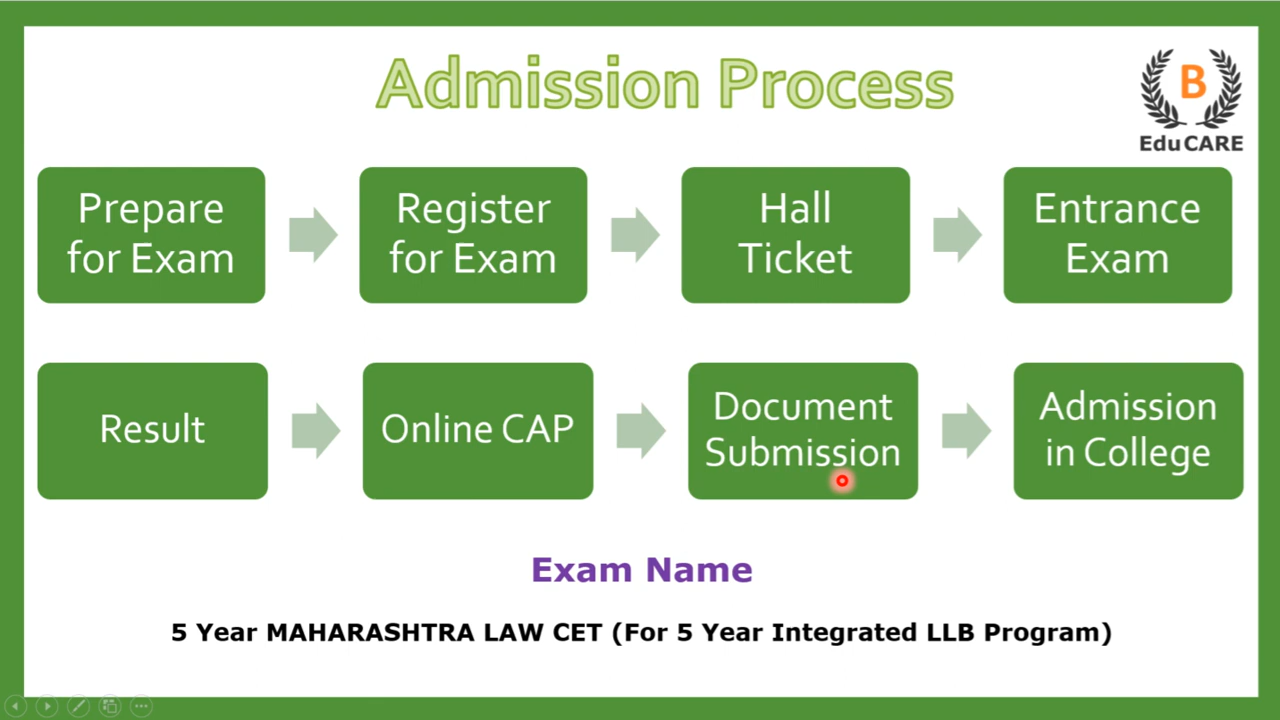 Admission Process
B
EduCARE
Prepare
for Exam
Register
for Exam
Hall
Ticket
Entrance
Exam
Result
Online CAP
Document
Submission
Admission
in College
Exam Name
5 Year MAHARASHTRA LAW CET (For 5 Year Integrated LLB Program)